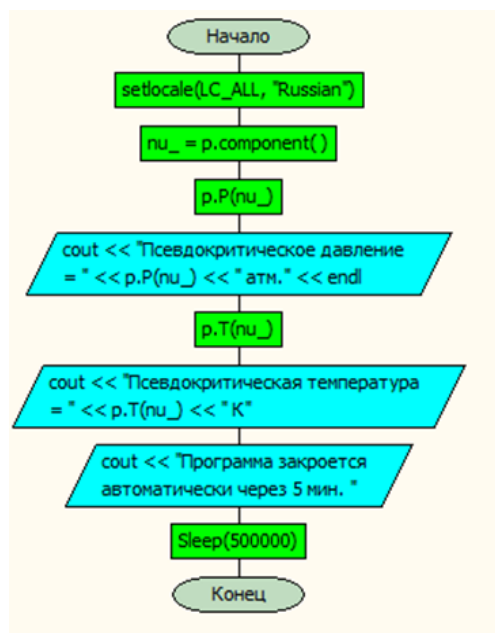 Начало
setlocale(LC_ALL, "Russian")
nu_ = p.component()
p.P(nu_)
cout << "Псевдокритическое давление
= " << p.P(nu_) << " атм." << endl
p.T(nu_)
cout << "Псевдокритическая температура
= " << p.T(nu_) << " К"
cout << "Программа закроется
автоматически через 5 мин. "
Sleep(500000)
Конец